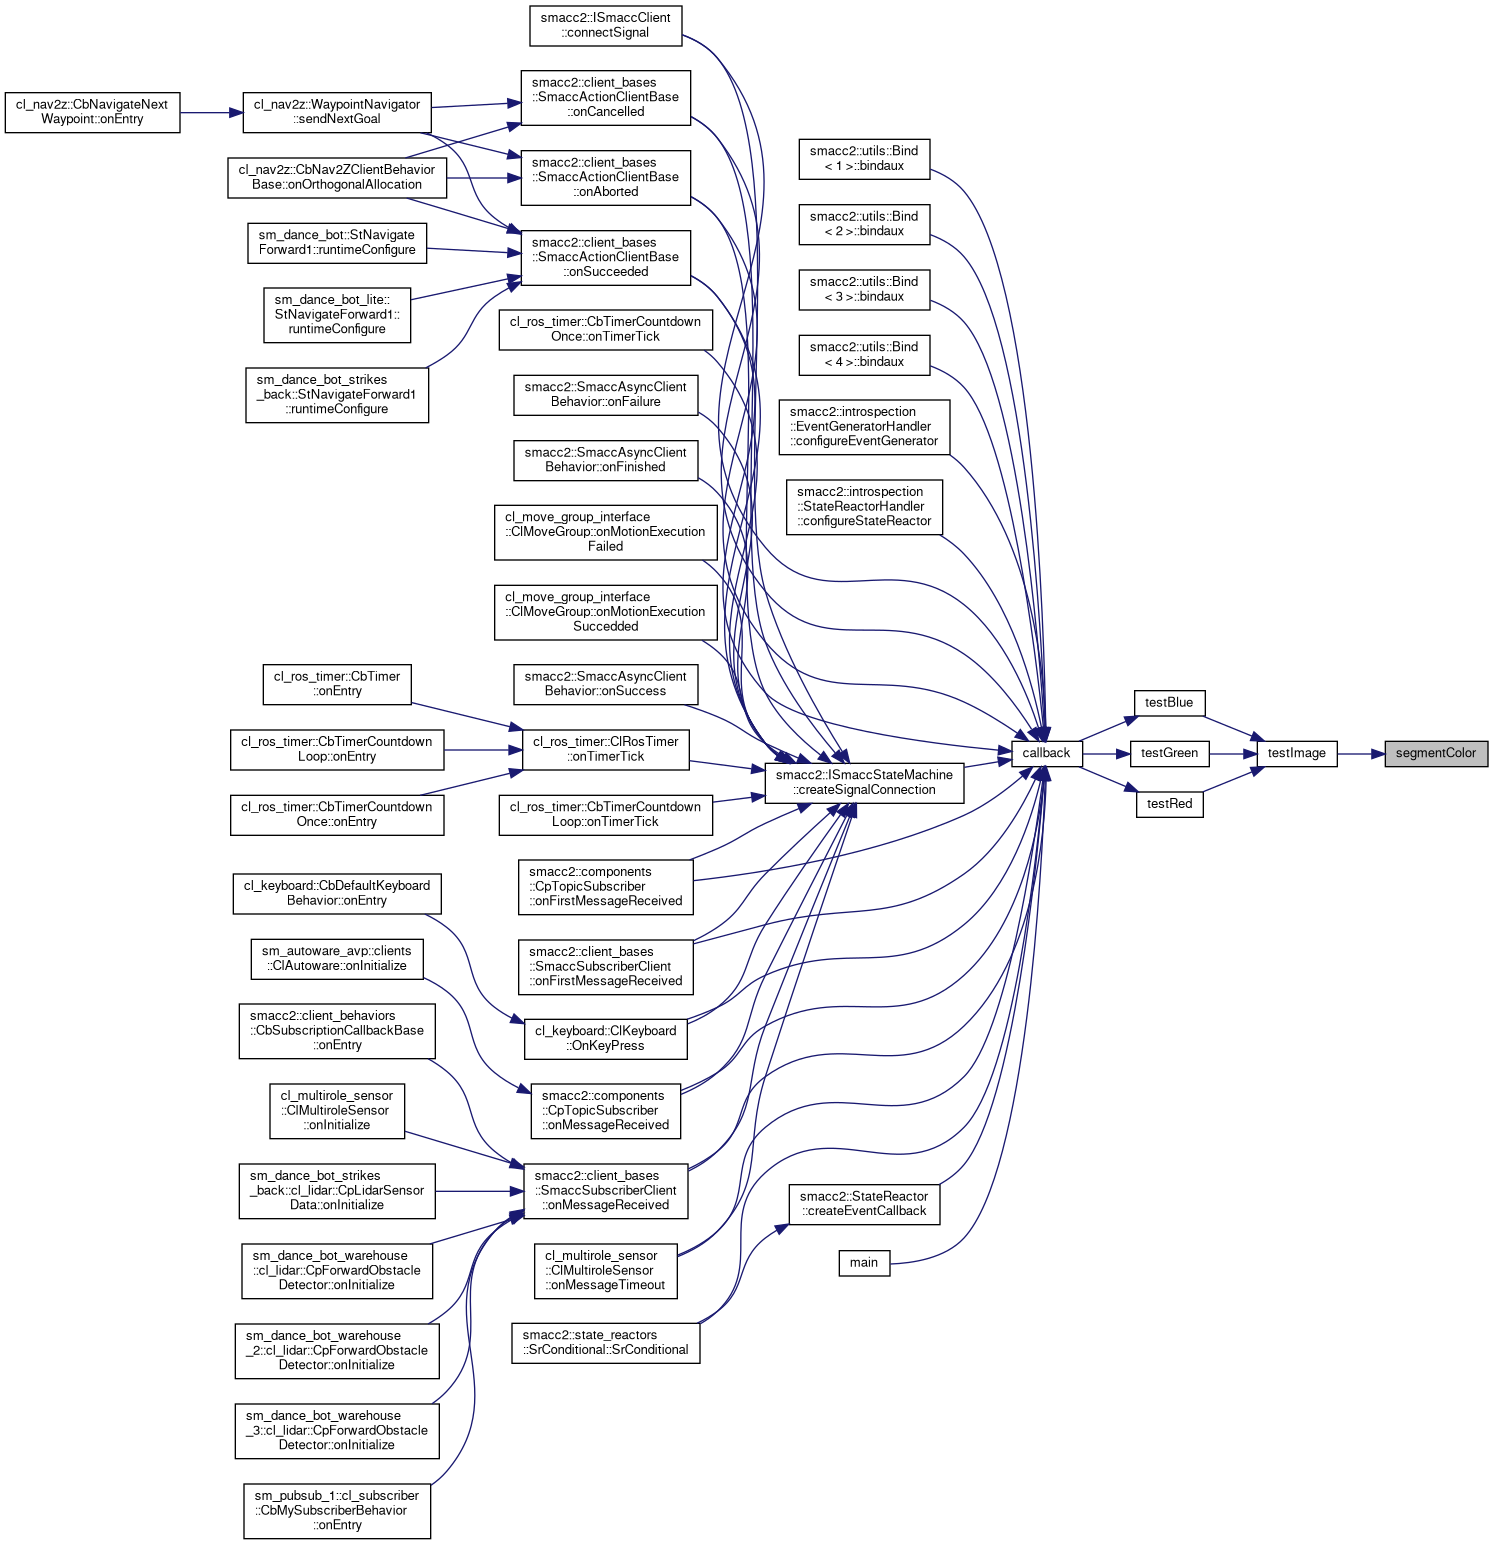 smacc2::ISmaccClient
::connectSignal
smacc2::client_bases
::SmaccActionClientBase
::onCancelled
cl_nav2z::CbNavigateNext
Waypoint::onEntry
cl_nav2z::WaypointNavigator
::sendNextGoal
smacc2::client_bases
::SmaccActionClientBase
::onAborted
cl_nav2z::CbNav2ZClientBehavior
Base::onOrthogonalAllocation
sm_dance_bot::StNavigate
Forward1::runtimeConfigure
smacc2::client_bases
::SmaccActionClientBase
::onSucceeded
sm_dance_bot_lite::
StNavigateForward1::
runtimeConfigure
cl_ros_timer::CbTimerCountdown
Once::onTimerTick
sm_dance_bot_strikes
_back::StNavigateForward1
::runtimeConfigure
smacc2::SmaccAsyncClient
Behavior::onFailure
smacc2::SmaccAsyncClient
Behavior::onFinished
cl_move_group_interface
::ClMoveGroup::onMotionExecution
Failed
cl_move_group_interface
::ClMoveGroup::onMotionExecution
Succedded
cl_ros_timer::CbTimer
::onEntry
smacc2::SmaccAsyncClient
Behavior::onSuccess
cl_ros_timer::CbTimerCountdown
Loop::onEntry
cl_ros_timer::ClRosTimer
::onTimerTick
cl_ros_timer::CbTimerCountdown
Once::onEntry
cl_ros_timer::CbTimerCountdown
Loop::onTimerTick
smacc2::ISmaccStateMachine
::createSignalConnection
smacc2::components
::CpTopicSubscriber
::onFirstMessageReceived
cl_keyboard::CbDefaultKeyboard
Behavior::onEntry
smacc2::client_bases
::SmaccSubscriberClient
::onFirstMessageReceived
sm_autoware_avp::clients
::ClAutoware::onInitialize
smacc2::client_behaviors
::CbSubscriptionCallbackBase
::onEntry
cl_keyboard::ClKeyboard
::OnKeyPress
cl_multirole_sensor
::ClMultiroleSensor
::onInitialize
smacc2::components
::CpTopicSubscriber
::onMessageReceived
sm_dance_bot_strikes
_back::cl_lidar::CpLidarSensor
Data::onInitialize
smacc2::client_bases
::SmaccSubscriberClient
::onMessageReceived
sm_dance_bot_warehouse
::cl_lidar::CpForwardObstacle
Detector::onInitialize
cl_multirole_sensor
::ClMultiroleSensor
::onMessageTimeout
sm_dance_bot_warehouse
_2::cl_lidar::CpForwardObstacle
Detector::onInitialize
smacc2::state_reactors
::SrConditional::SrConditional
sm_dance_bot_warehouse
_3::cl_lidar::CpForwardObstacle
Detector::onInitialize
sm_pubsub_1::cl_subscriber
::CbMySubscriberBehavior
::onEntry
smacc2::utils::Bind
< 1 >::bindaux
smacc2::utils::Bind
< 2 >::bindaux
smacc2::utils::Bind
< 3 >::bindaux
smacc2::utils::Bind
< 4 >::bindaux
smacc2::introspection
::EventGeneratorHandler
::configureEventGenerator
smacc2::introspection
::StateReactorHandler
::configureStateReactor
smacc2::StateReactor
::createEventCallback
main
callback
testBlue
testGreen
testRed
testImage
segmentColor